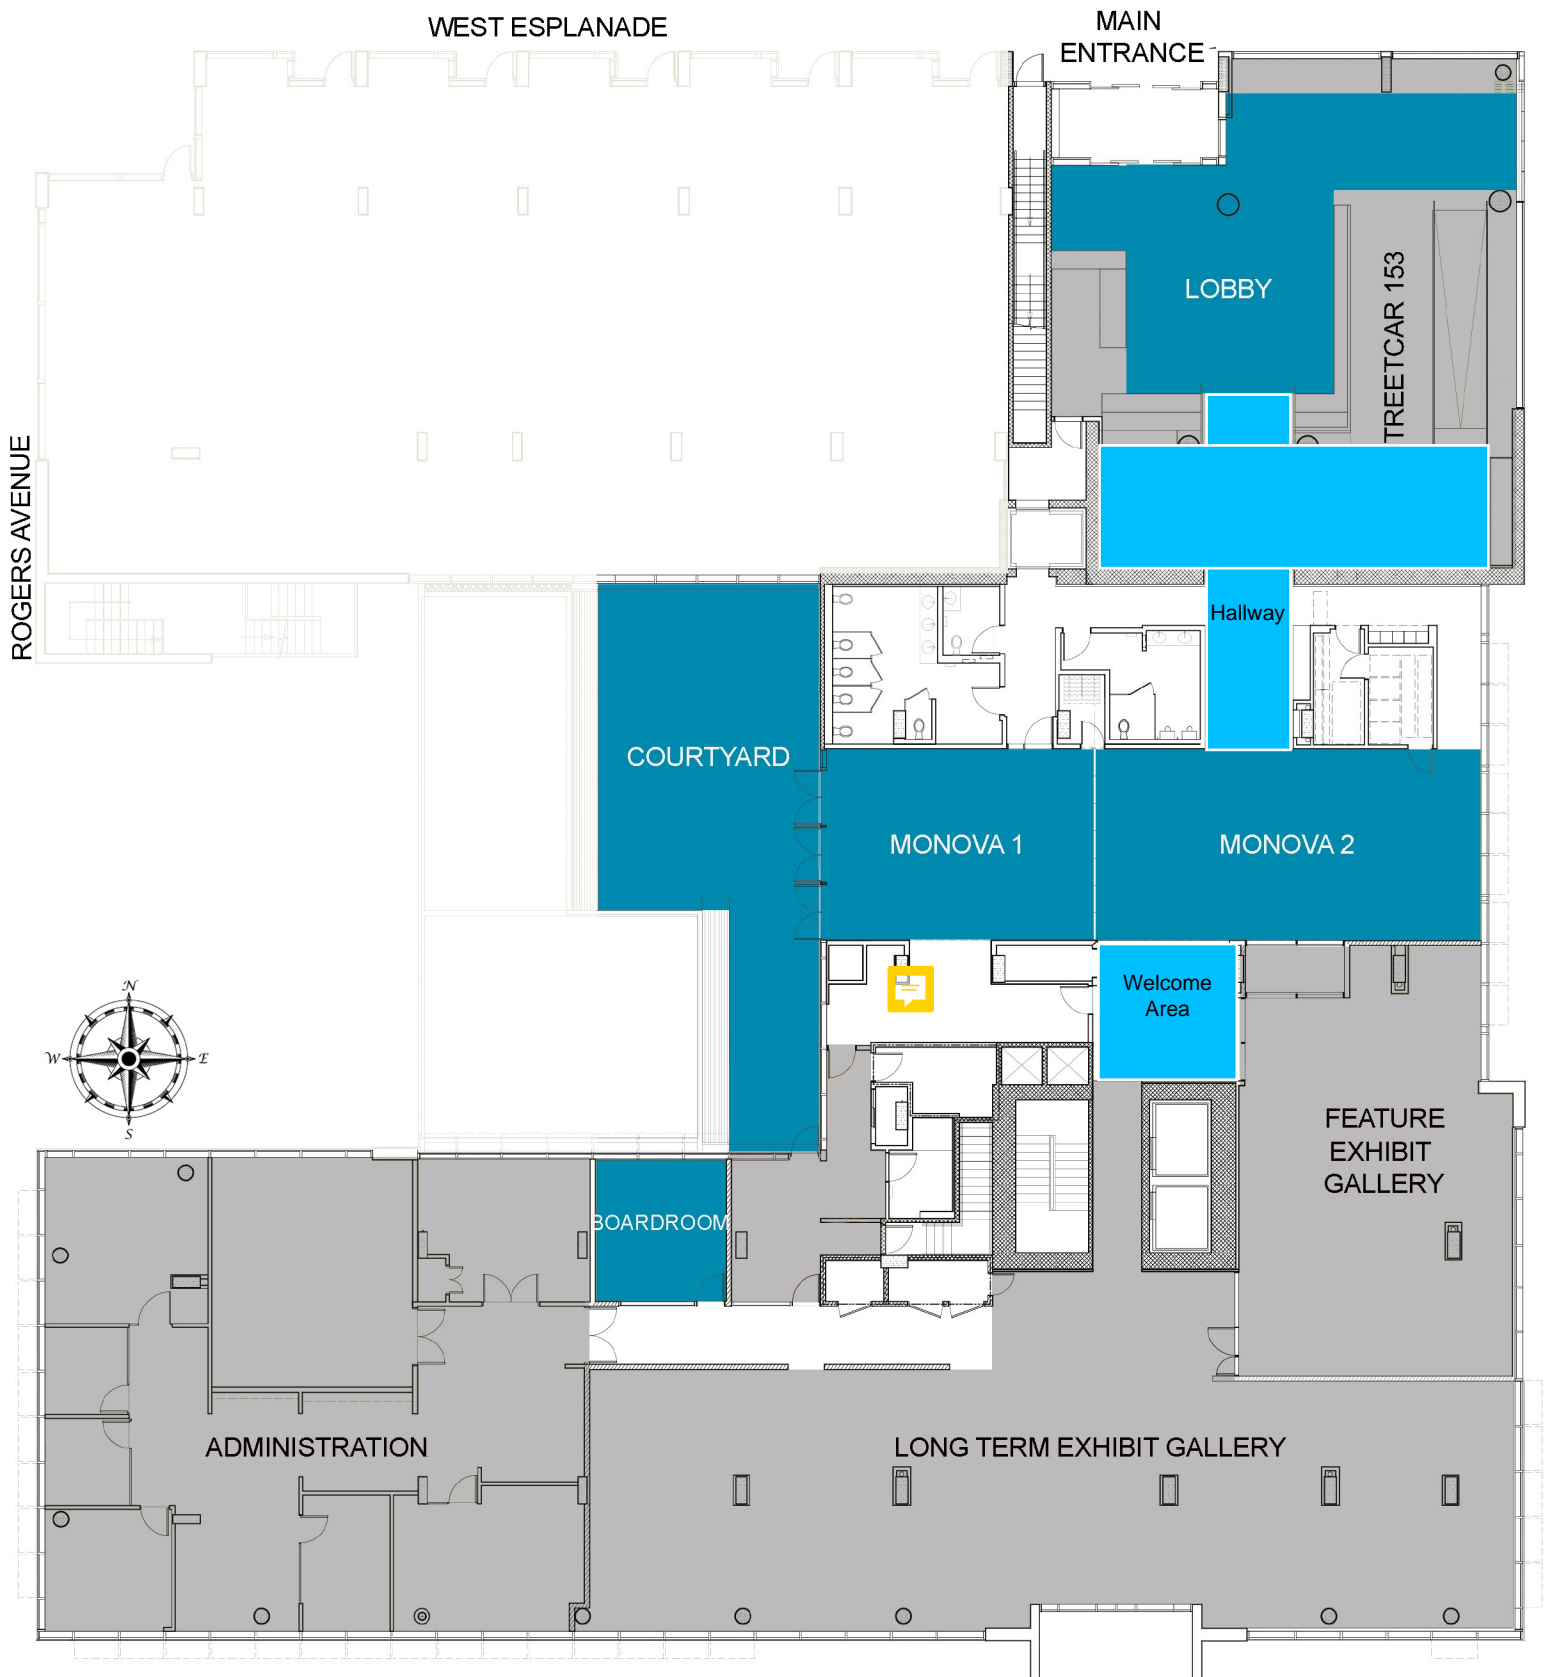 WEST ESPLANADE
MAIN
ENTRANCE
LOBBY
TREETCAR 153
ROGERS AVENUE
Hallway
COURTYARD
MONOVA 1
MONOVA 2
Welcome
Area
N
W
E
S
FEATURE
EXHIBIT
GALLERY
BOARDROOM
ADMINISTRATION
LONG TERM EXHIBIT GALLERY